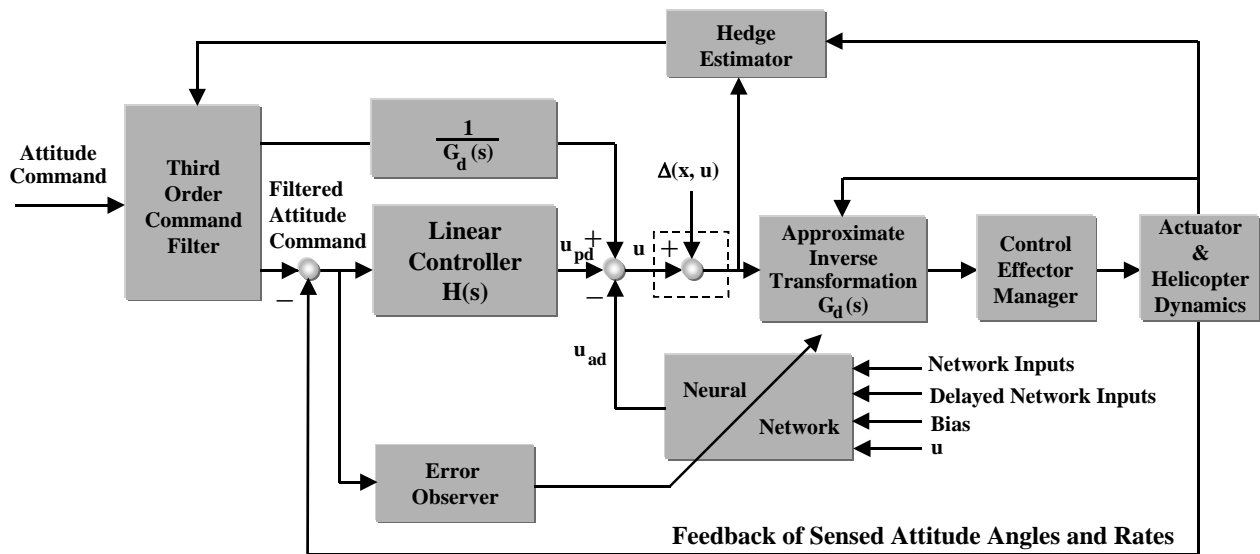 Hedge
Estimator
Attitude
Command
Third
Order
Command
Filter
1
G_d(s)
Filtered
Attitude
Command
−
Linear
Controller
H(s)
u_pd
+
−
u
Δ(x, u)
+
Approximate
Inverse
Transformation
G_d(s)
Control
Effector
Manager
Actuator
&
Helicopter
Dynamics
u_ad
Neural
Network
Network Inputs
Delayed Network Inputs
Bias
u
Error
Observer
Feedback of Sensed Attitude Angles and Rates